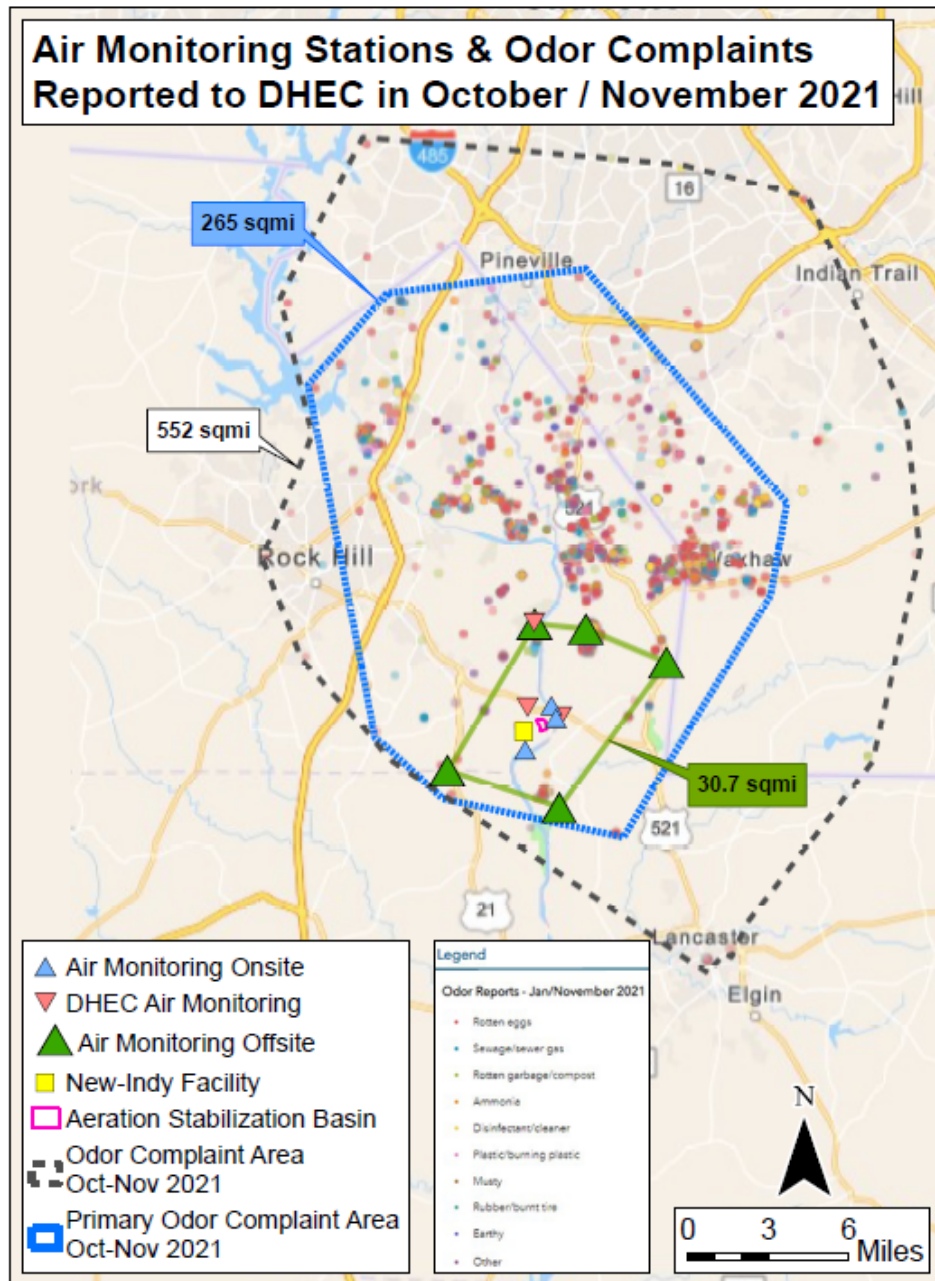 Air Monitoring Stations & Odor Complaints
Reported to DHEC in October / November 2021
Hill
485
16
265 sqmi
Pineville
Indian Trail
552 sqmi
ork
521
Rock Hill
Vaxhaw
30.7 sqmi
521
21
Lancaster
Elgin
Air Monitoring Onsite
DHEC Air Monitoring
Air Monitoring Offsite
New-Indy Facility
Aeration Stabilization Basin
Odor Complaint Area
Oct-Nov 2021
Primary Odor Complaint Area
Oct-Nov 2021
Legend
Odor Reports - Jan/November 2021
Rotten eggs
Sewage/sewer gas
Rotten garbage/compost
Ammonia
Disinfectant/cleaner
Plastic/burning plastic
Musty
Rubber/burnt tire
Earthy
Other
N
0 3 6
Miles